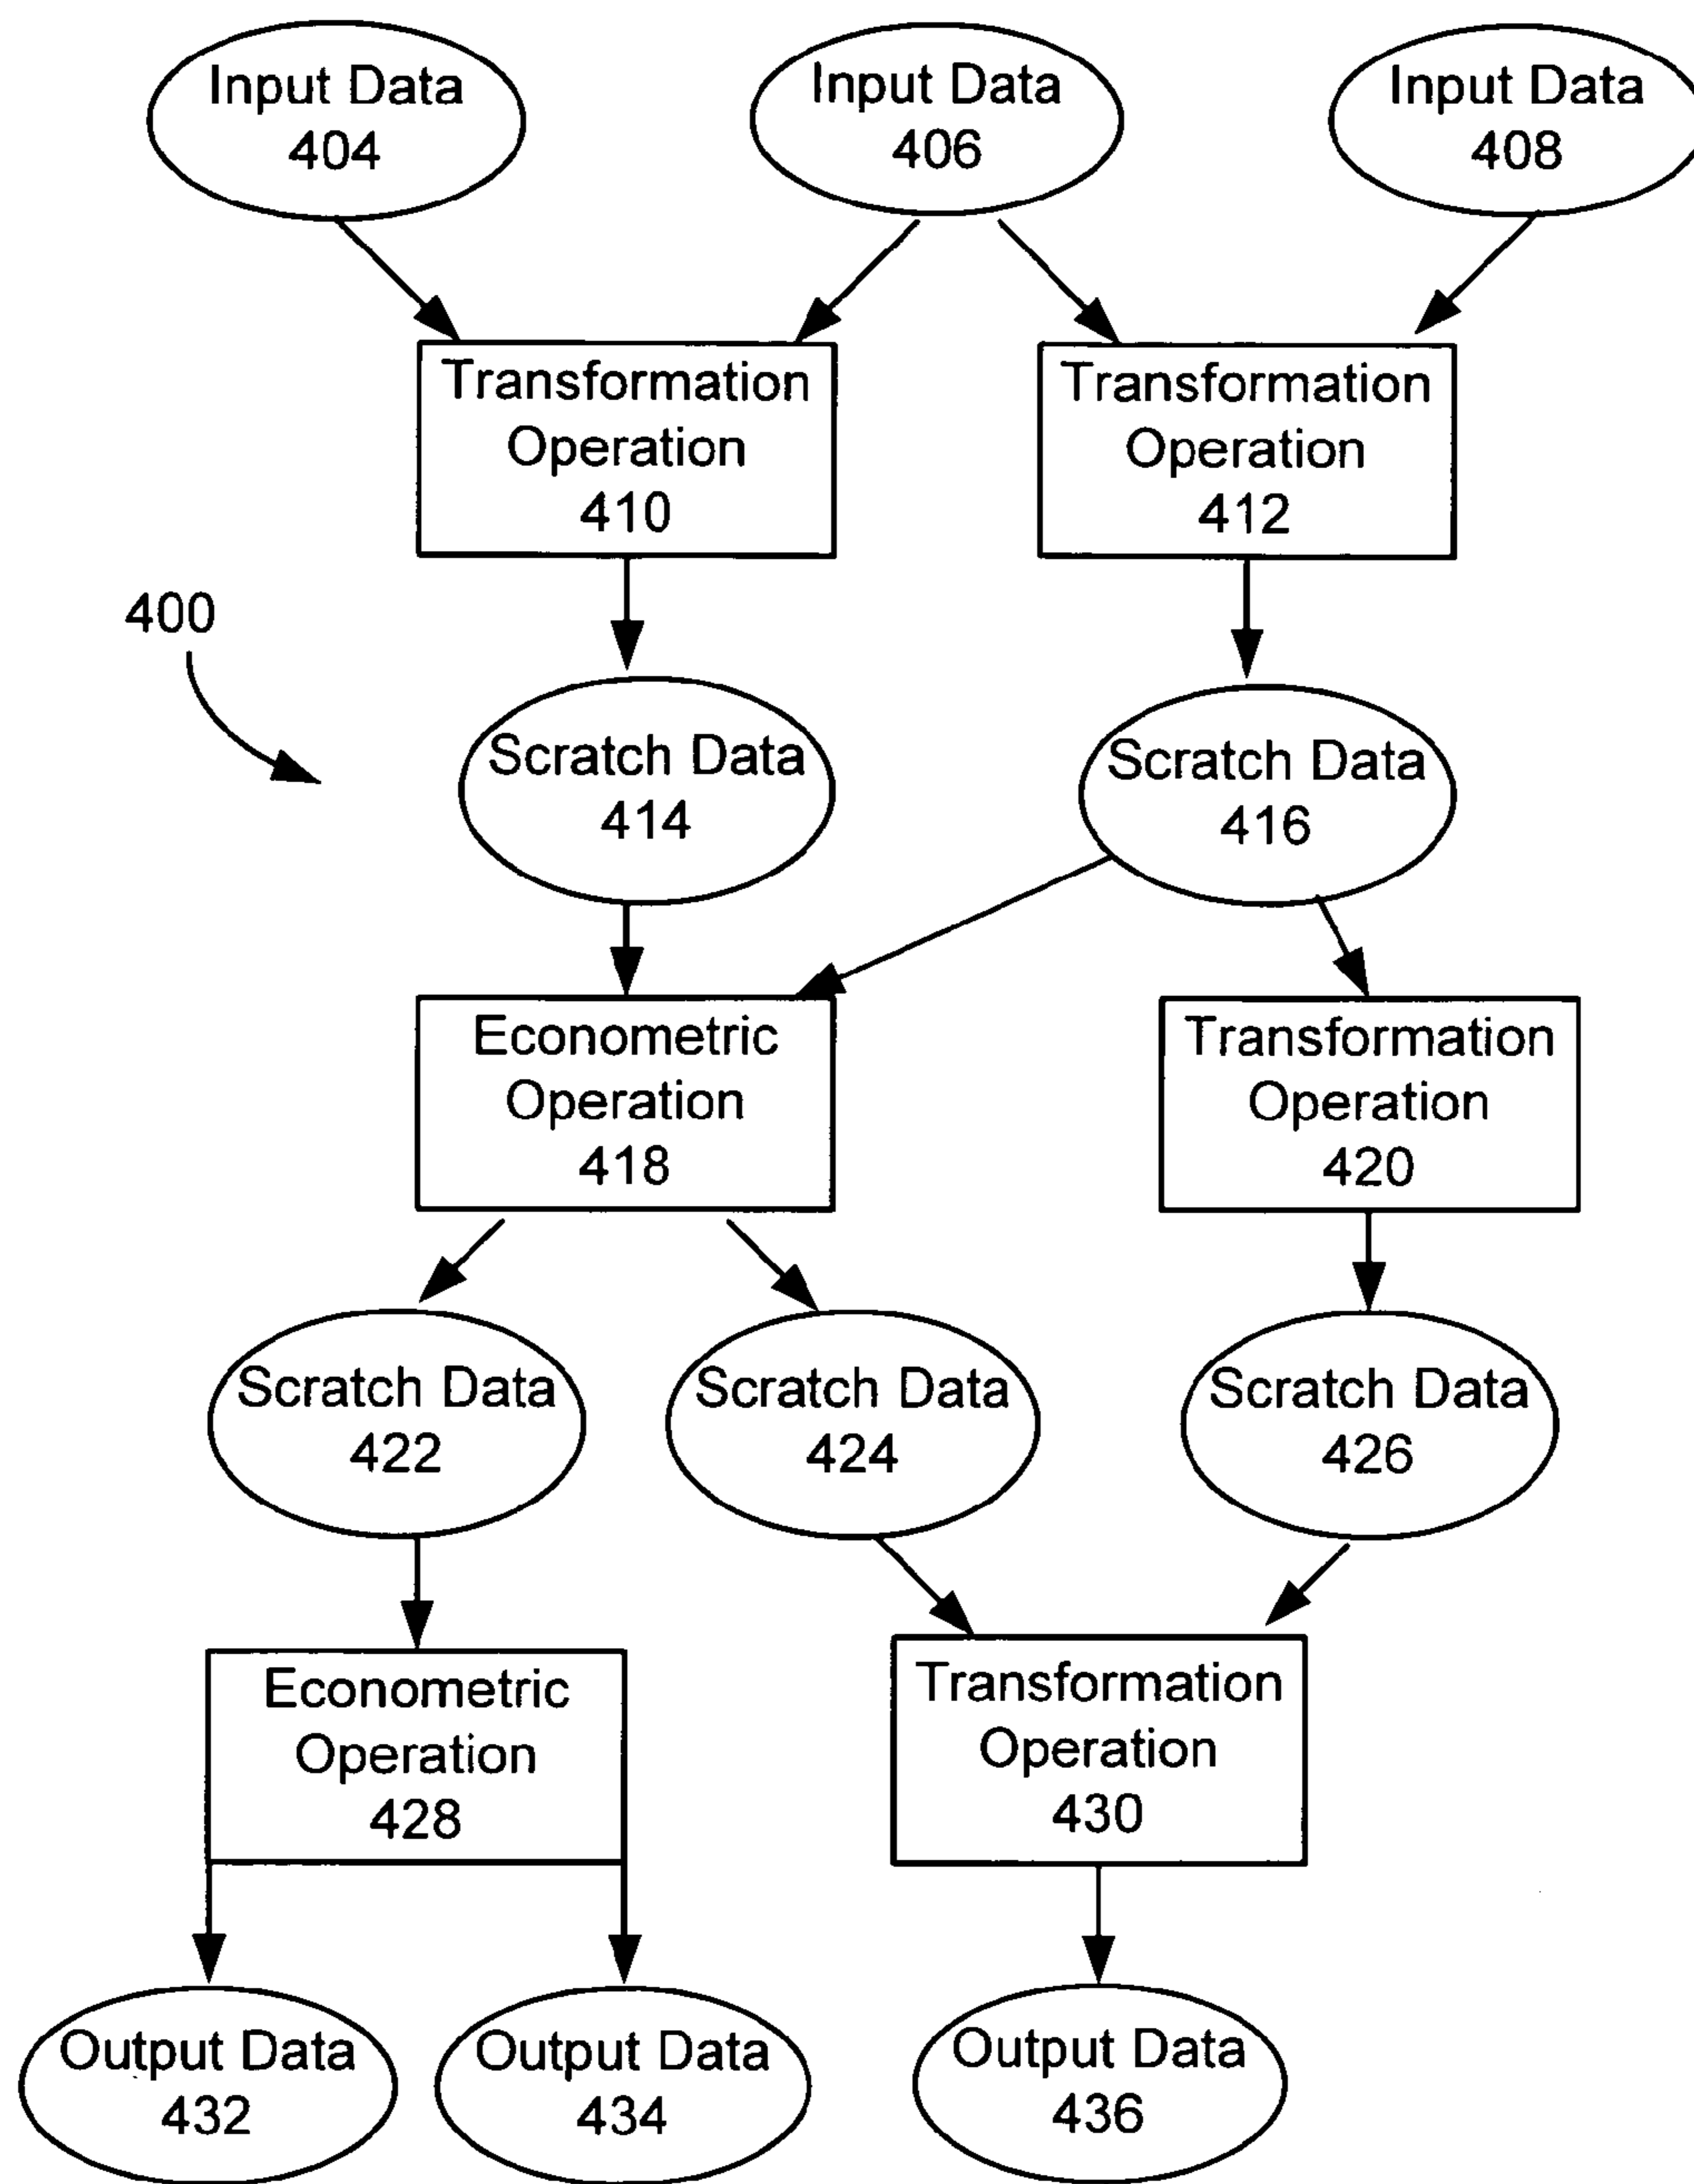 Input Data
404
Input Data
406
Input Data
408
Transformation
Operation
410
Transformation
Operation
412
400
Scratch Data
414
Scratch Data
416
Econometric
Operation
418
Transformation
Operation
420
Scratch Data
422
Scratch Data
424
Scratch Data
426
Econometric
Operation
428
Transformation
Operation
430
Output Data
432
Output Data
434
Output Data
436